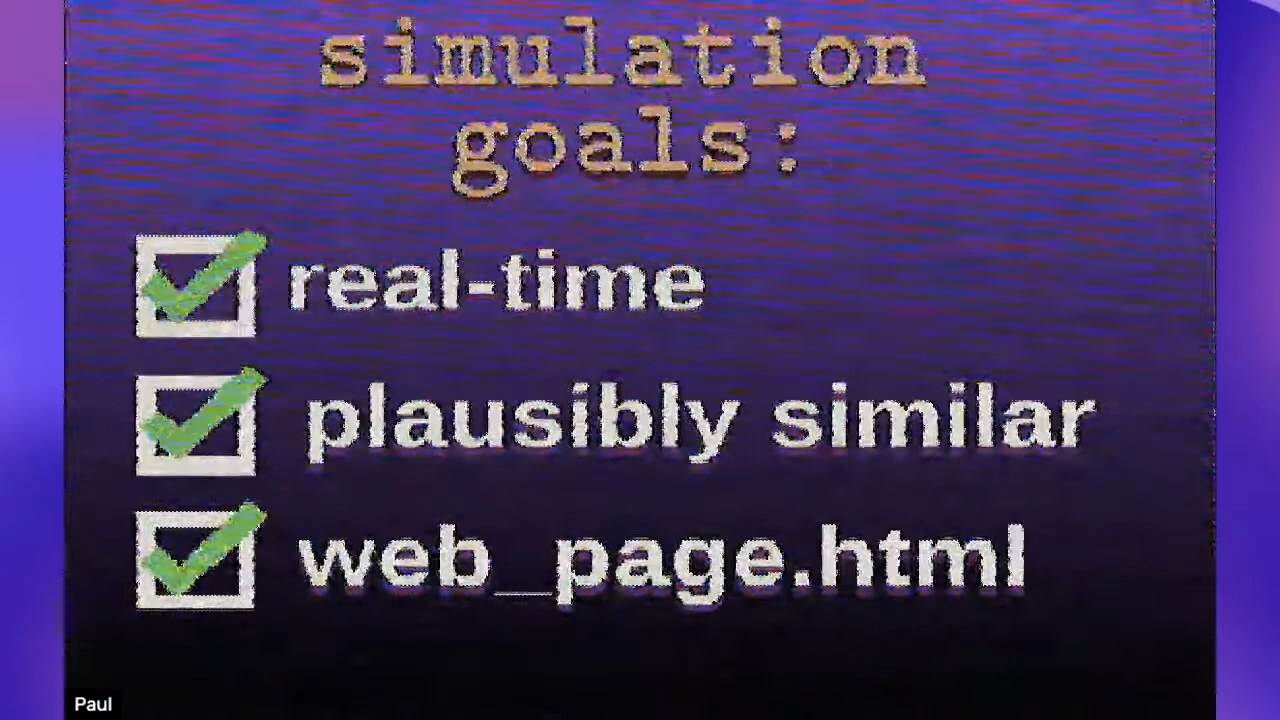 simulation
goals:
real-time
plausibly similar
web_page.html
Paul